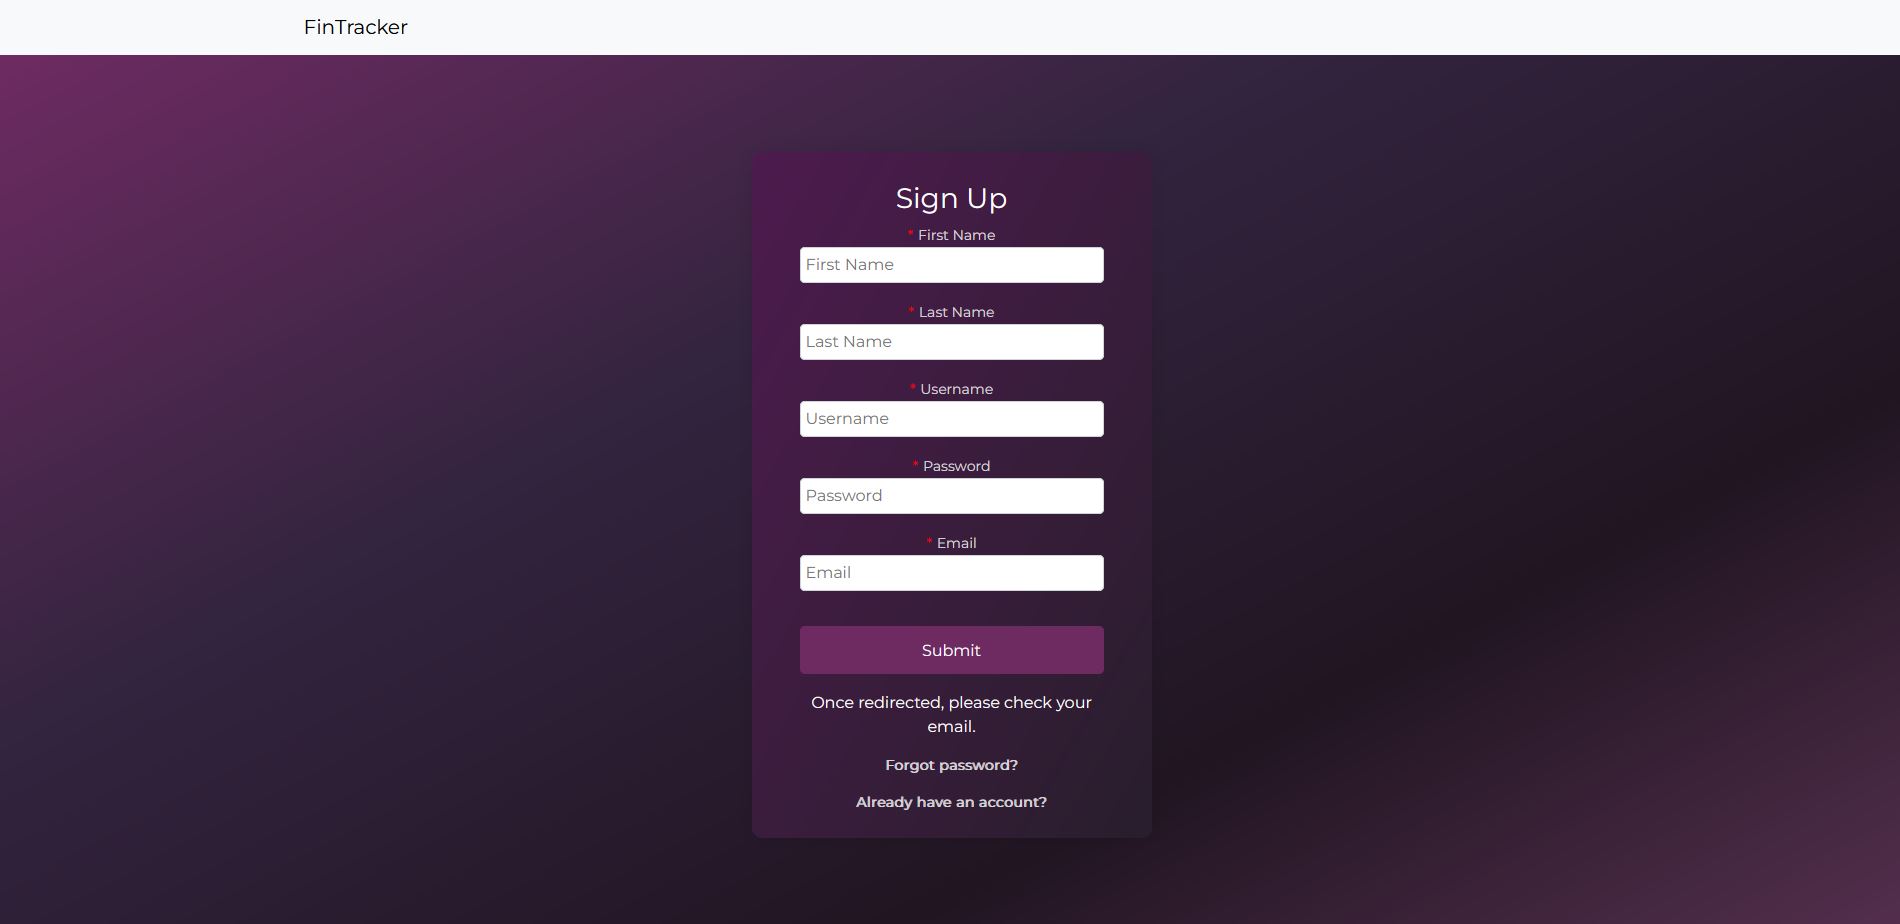 FinTracker
Sign Up
* First Name
First Name
* Last Name
Last Name
* Username
Username
* Password
Password
* Email
Email
Submit
Once redirected, please check your
email.
Forgot password?
Already have an account?